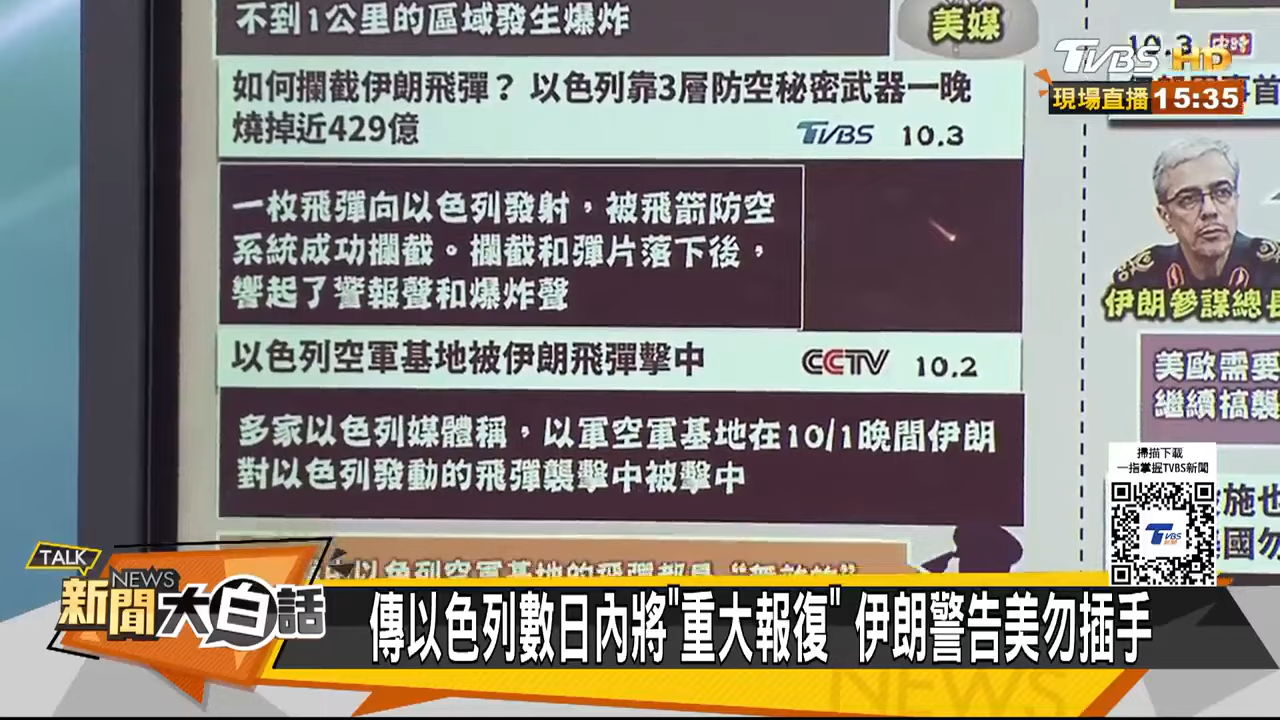 不到1公里的區域發生爆炸
美媒
如何攔截伊朗飛彈？ 以色列靠3層防空秘密武器一晚
燒掉近429億
TVBS 10.3
一枚飛彈向以色列發射，被飛箭防空
系統成功攔截。攔截和彈片落下後，
響起了警報聲和爆炸聲
以色列空軍基地被伊朗飛彈擊中
CCTV 10.2
多家以色列媒體稱，以軍空軍基地在10/1晚間伊朗
對以色列發動的飛彈襲擊中被擊中
10.3 中時
TVBS HD
現場直播 15:35
伊朗參謀總長
美歐需要
繼續搞襲
掃描下載
一指掌握TVBS新聞
TVBS
新聞
施也
國勿
TALK
NEWS
新聞大白話
傳以色列數日內將"重大報復" 伊朗警告美勿插手
NEWS